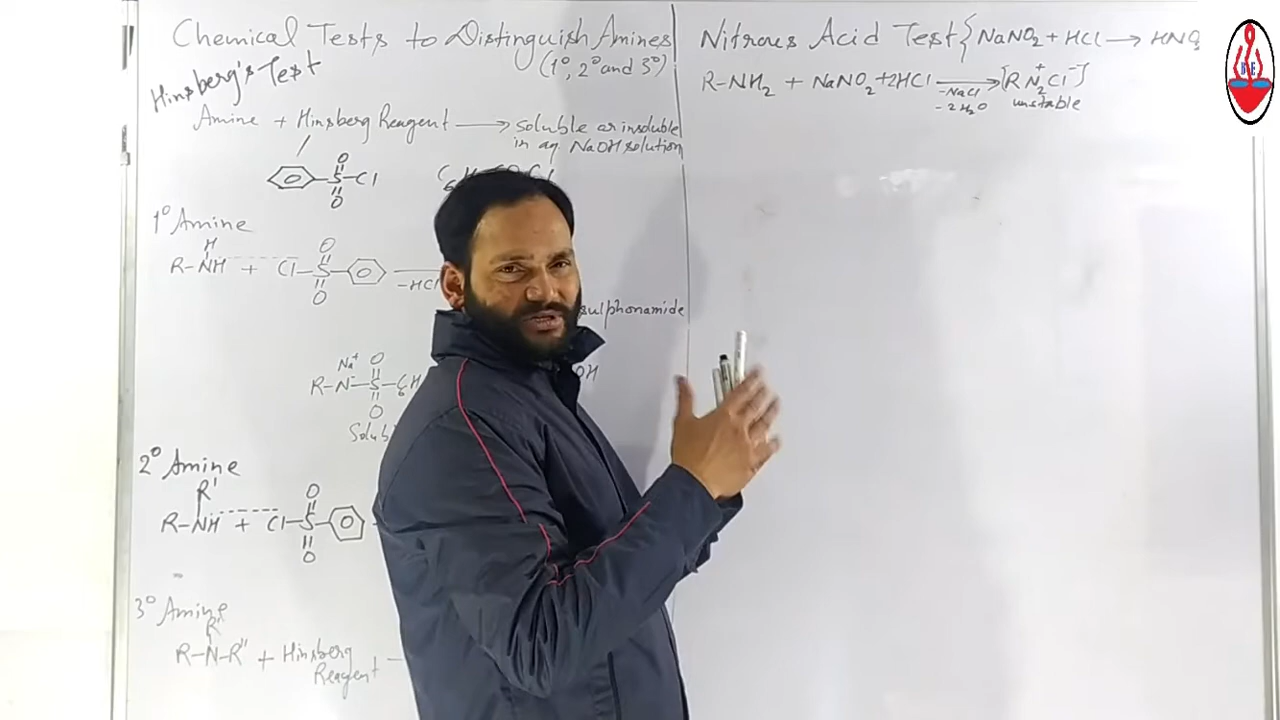 Chemical Tests to Distinguish Amines
(1°, 2° and 3°)
Hinsberg's Test
Amine + Hinsberg Reagent ⟶ soluble or insoluble
in aq. NaOH solution
O
S–Cl
O
1° Amine
H
R–NH + Cl–S
O
O
–HCl
sulphonamide
Na⁺ O
R–N⁻–S–C₆H
O
OH
2° Amine
R'
R–NH + Cl–S
O
O
3° Amine
R'
R–N–R" + Hinsberg
Reagent
Nitrous Acid Test {NaNO₂ + HCl ⟶ HNO₂
R–NH₂ + NaNO₂ + 2HCl ⟶ [R N₂⁺Cl⁻]
–NaCl
–2H₂O
unstable